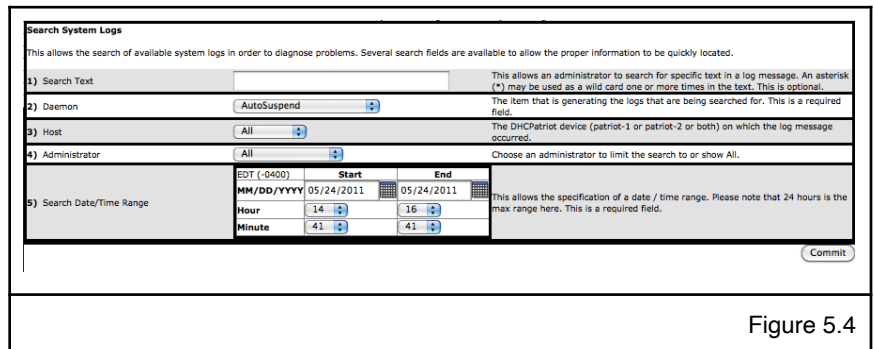 Search System Logs
This allows the search of available system logs in order to diagnose problems. Several search fields are available to allow the proper information to be quickly located.
1) Search Text
This allows an administrator to search for specific text in a log message. An asterisk
(*) may be used as a wild card one or more times in the text. This is optional.
2) Daemon
AutoSuspend
The item that is generating the logs that are being searched for. This is a required
field.
3) Host
All
The DHCPatriot device (patriot-1 or patriot-2 or both) on which the log message
occurred.
4) Administrator
All
Choose an administrator to limit the search to or show All.
5) Search Date/Time Range
EDT (-0400) Start End
MM/DD/YYYY 05/24/2011 05/24/2011
Hour 14 16
Minute 41 41
This allows the specification of a date / time range. Please note that 24 hours is the
max range here. This is a required field.
Commit
Figure 5.4